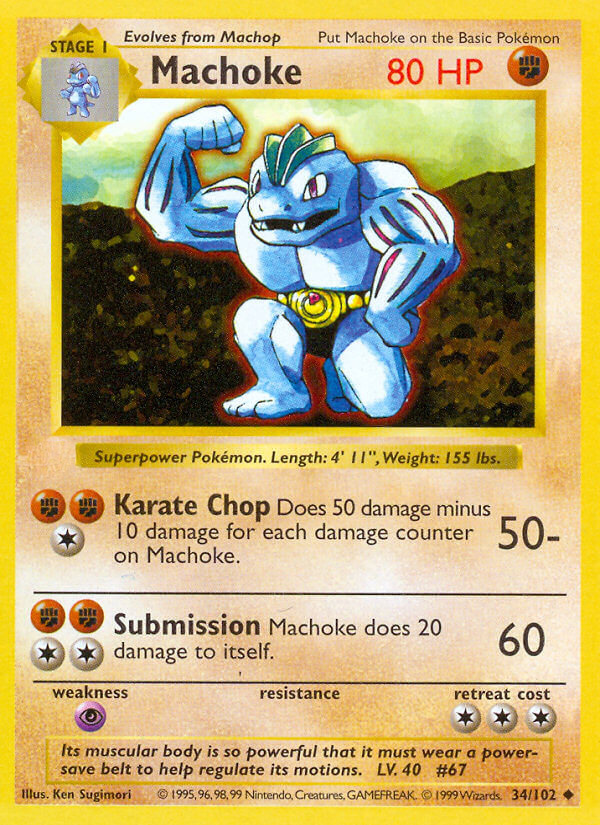 STAGE 1
Evolves from Machop
Put Machoke on the Basic Pokémon
Machoke
80 HP
Superpower Pokémon. Length: 4' 11", Weight: 155 lbs.
Karate Chop Does 50 damage minus
10 damage for each damage counter
on Machoke.
50-
Submission Machoke does 20
damage to itself.
60
weakness
resistance
retreat cost
Its muscular body is so powerful that it must wear a power-
save belt to help regulate its motions. LV. 40 #67
Illus. Ken Sugimori
© 1995, 96, 98, 99 Nintendo, Creatures, GAMEFREAK. © 1999 Wizards.
34/102